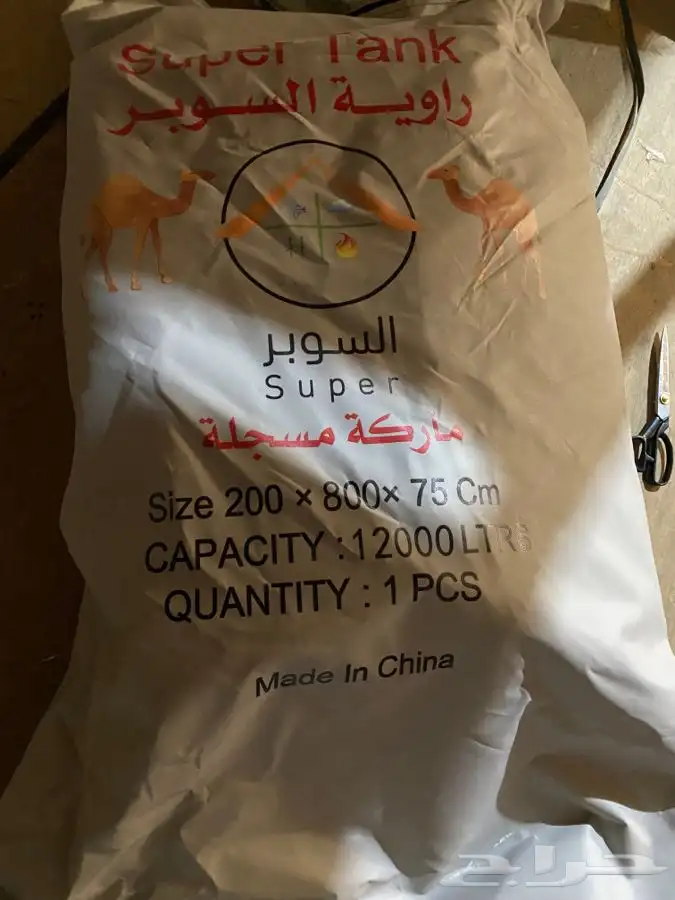 Super Tank
راوية السوبر
السوبر
Super
ماركة مسجلة
Size 200 × 800× 75 Cm
CAPACITY : 12000 LTRS
QUANTITY : 1 PCS
Made In China
حراج